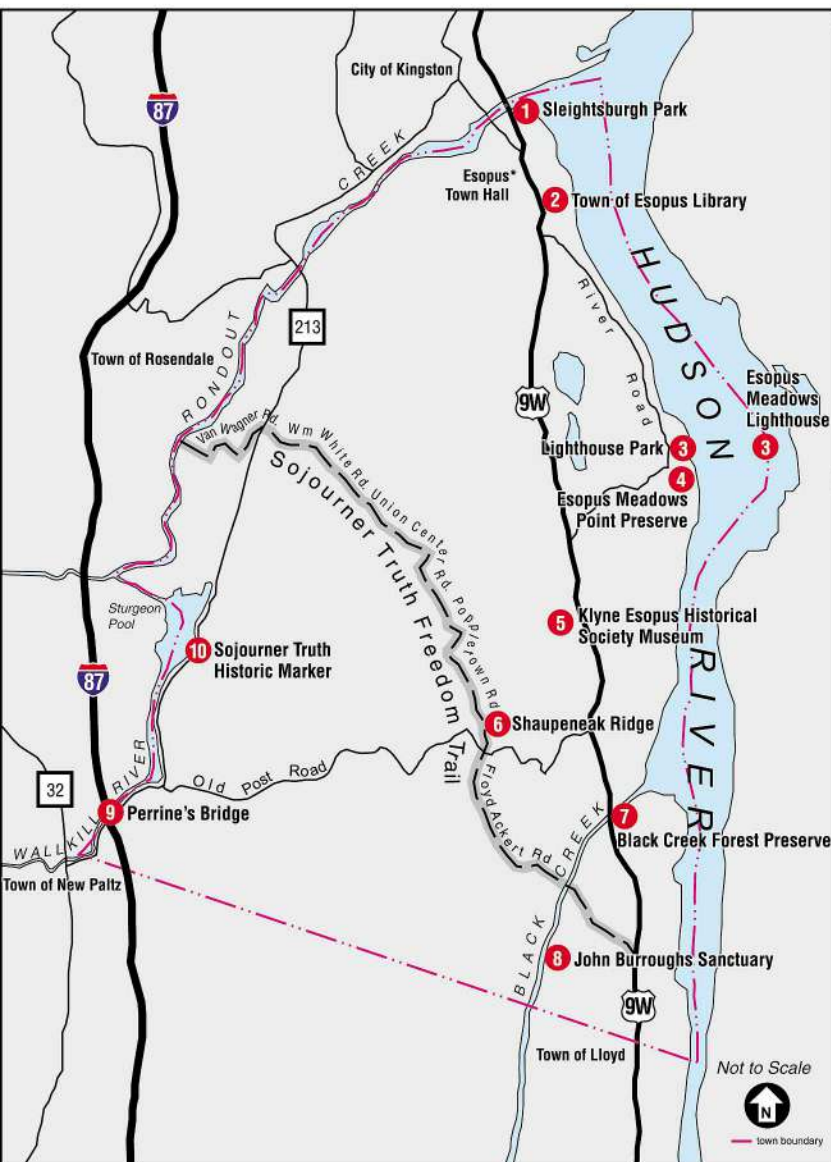 City of Kingston
87
1 Sleightsburgh Park
CREEK
Esopus*
Town Hall
2 Town of Esopus Library
HUDSON
River Road
213
RONDOUT
Town of Rosendale
Esopus
Meadows
Lighthouse
9W
Van Wagner Rd.
Wm White Rd.
Union Center Rd.
Lighthouse Park 3
3
4
Esopus Meadows
Point Preserve
Sojourner Truth Freedom Trail
Sturgeon
Pool
5 Klyne Esopus Historical
Society Museum
10 Sojourner Truth
Historic Marker
87
RIVER
6 Shaupeneak Ridge
Old Post Road
32
Floyd Ackert Rd
9 Perrine's Bridge
WALLKILL RIVER
7
Black Creek Forest Preserve
Town of New Paltz
BLACK CREEK
8 John Burroughs Sanctuary
9W
Town of Lloyd
Not to Scale
N
town boundary